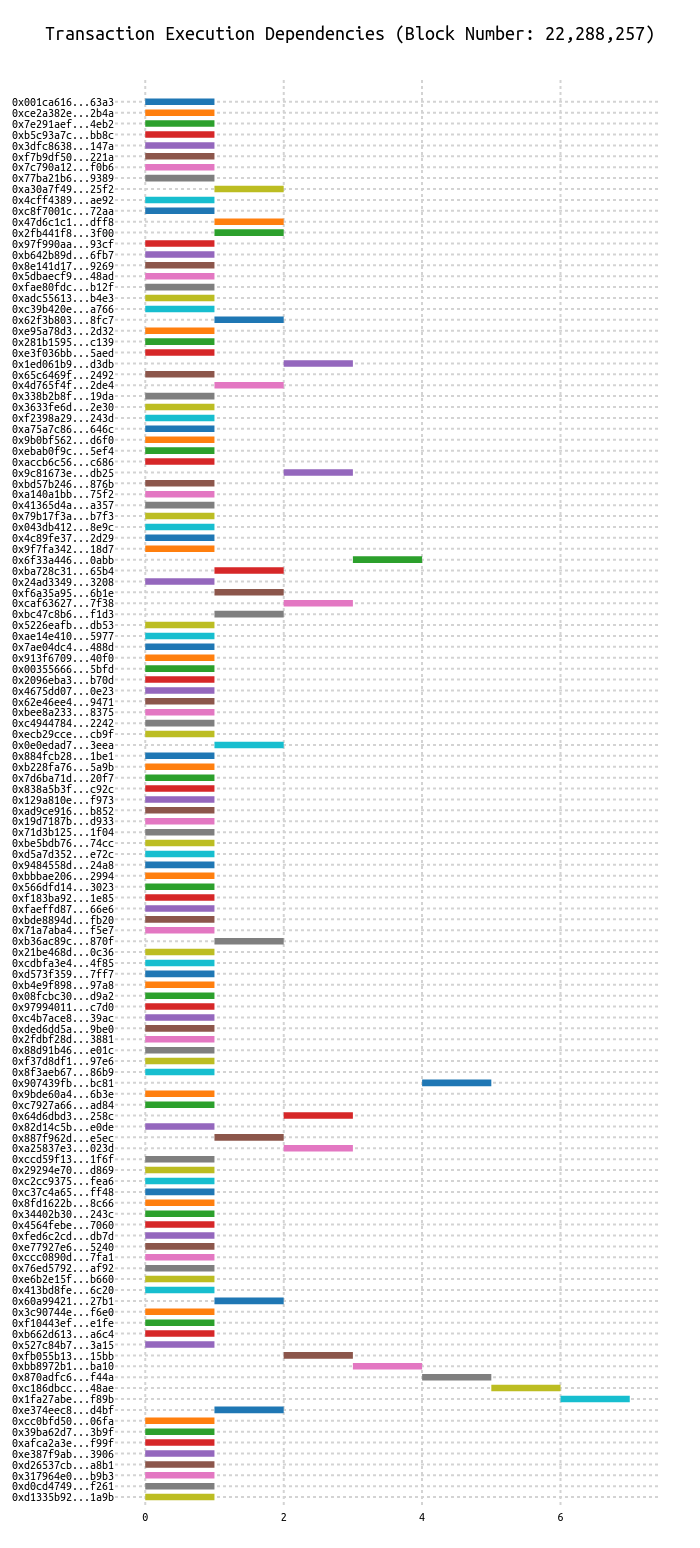 Transaction Execution Dependencies (Block Number: 22,288,257)
0x001ca616...63a3
0xce2a382e...2b4a
0x7e291aef...4eb2
0xb5c93a7c...bb8c
0x3dfc8638...147a
0xf7b9df50...221a
0x7c790a12...f0b6
0x77ba21b6...9389
0xa30a7f49...25f2
0x4cff4389...ae92
0xc8f7001c...72aa
0x47d6c1c1...dff8
0x2fb441f8...3f00
0x97f990aa...93cf
0xb642b89d...6fb7
0x8e141d17...9269
0x5dbaecf9...48ad
0xfae80fdc...b12f
0xadc55613...b4e3
0xc39b420e...a766
0x62f3b803...8fc7
0xe95a78d3...2d32
0x281b1595...c139
0xe3f036bb...5aed
0x1ed061b9...d3db
0x65c6469f...2492
0x4d765f4f...2de4
0x338b2b8f...19da
0x3633fe6d...2e30
0xf2398a29...243d
0xa75a7c86...646c
0x9b0bf562...d6f0
0xebab0f9c...5ef4
0xaccb6c56...c686
0x9c81673e...db25
0xbd57b246...876b
0xa140a1bb...75f2
0x41365d4a...a357
0x79b17f3a...b7f3
0x043db412...8e9c
0x4c89fe37...2d29
0x9f7fa342...18d7
0x6f33a446...0abb
0xba728c31...65b4
0x24ad3349...3208
0xf6a35a95...6b1e
0xcaf63627...7f38
0xbc47c8b6...f1d3
0x5226eafb...db53
0xae14e410...5977
0x7ae04dc4...488d
0x913f6709...40f0
0x00355666...5bfd
0x2096eba3...b70d
0x4675dd07...0e23
0x62e46ee4...9471
0xbee8a233...8375
0xc4944784...2242
0xecb29cce...cb9f
0x0e0edad7...3eea
0x884fcb28...1be1
0xb228fa76...5a9b
0x7d6ba71d...20f7
0x838a5b3f...c92c
0x129a810e...f973
0xad9ce916...b852
0x19d7187b...d933
0x71d3b125...1f04
0xbe5bdb76...74cc
0xd5a7d352...e72c
0x9484558d...24a8
0xbbbae206...2994
0x566dfd14...3023
0xf183ba92...1e85
0xfaeffd87...66e6
0xbde8894d...fb20
0x71a7aba4...f5e7
0xb36ac89c...870f
0x21be468d...0c36
0xcdbfa3e4...4f85
0xd573f359...7ff7
0xb4e9f898...97a8
0x08fcbc30...d9a2
0x97994011...c7d0
0xc4b7ace8...39ac
0xded6dd5a...9be0
0x2fdbf28d...3881
0x88d91b46...e01c
0xf37d8df1...97e6
0x8f3aeb67...86b9
0x907439fb...bc81
0x9bde60a4...6b3e
0xc7927a66...ad84
0x64d6dbd3...258c
0x82d14c5b...e0de
0x887f962d...e5ec
0xa25837e3...023d
0xccd59f13...1f6f
0x29294e70...d869
0xc2cc9375...fea6
0xc37c4a65...ff48
0x8fd1622b...8c66
0x34402b30...243c
0x4564febe...7060
0xfed6c2cd...db7d
0xe77927e6...5240
0xccc0890d...7fa1
0x76ed5792...af92
0xe6b2e15f...b660
0x413bd8fe...6c20
0x60a99421...27b1
0x3c90744e...f6e0
0xf10443ef...e1fe
0xb662d613...a6c4
0x527c84b7...3a15
0xfb055b13...15bb
0xbb8972b1...ba10
0x870adfc6...f44a
0xc186dbcc...48ae
0x1fa27abe...f89b
0xe374eec8...d4bf
0xcc0bfd50...06fa
0x39ba62d7...3b9f
0xafca2a3e...f99f
0xe387f9ab...3906
0xd26537cb...a8b1
0x317964e0...b9b3
0xd0cd4749...f261
0xd1335b92...1a9b
0 2 4 6